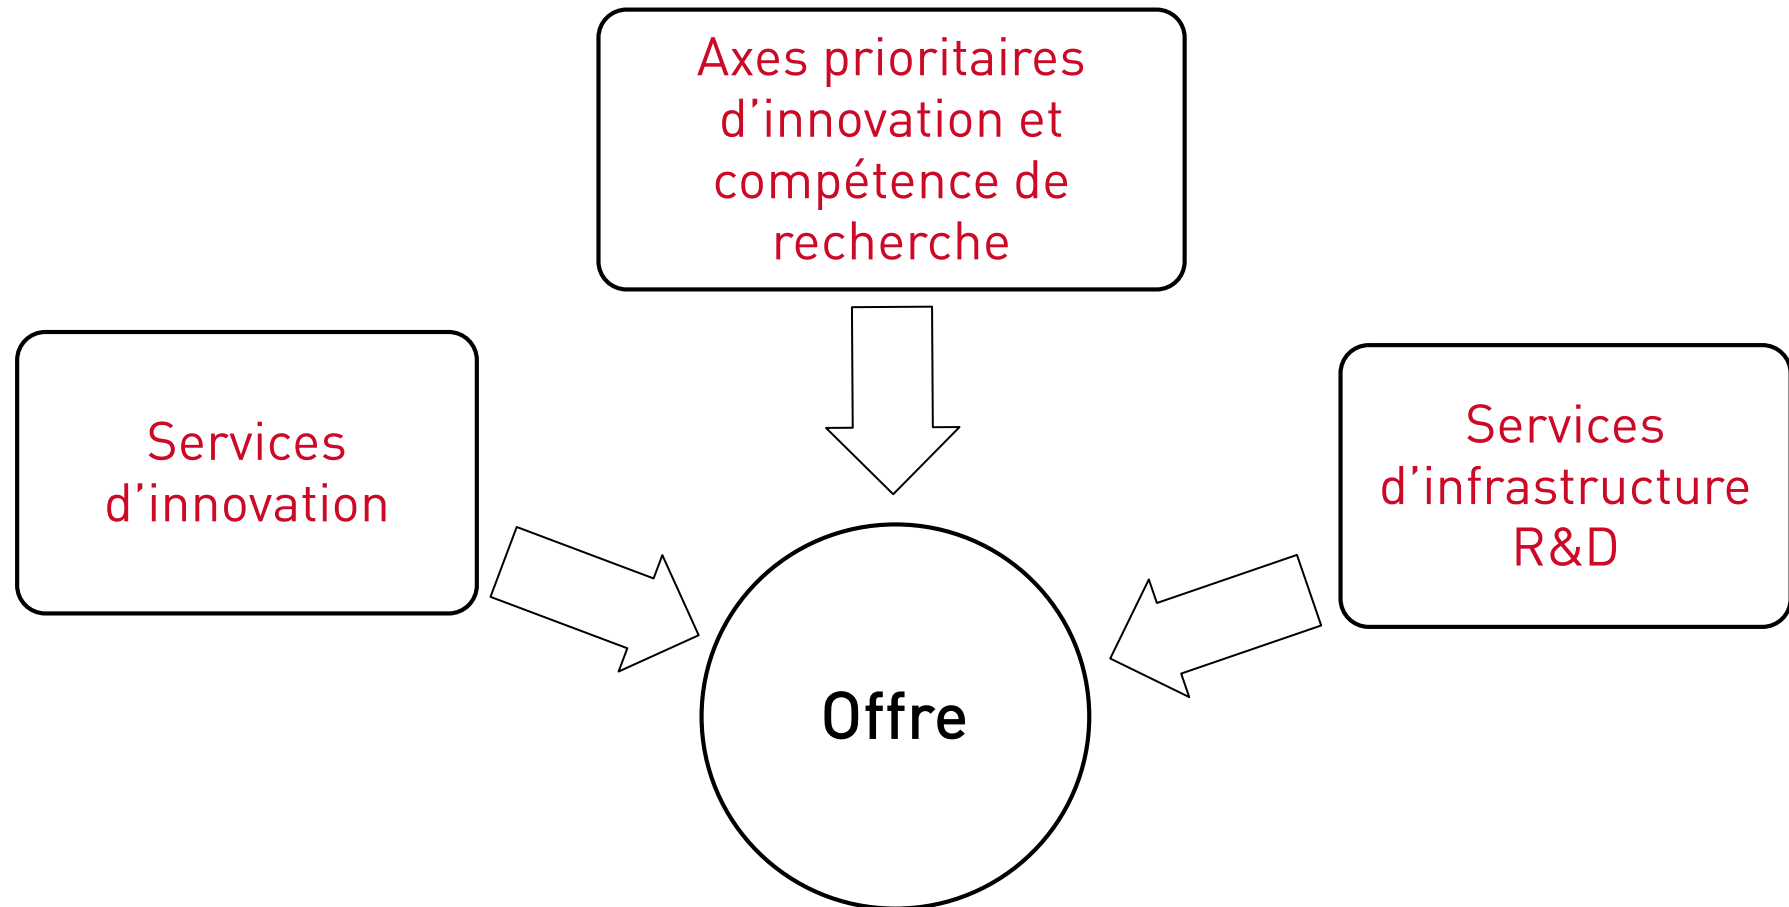 Axes prioritaires
d’innovation et
compétence de
recherche
Services
d’innovation
Services
d’infrastructure
R&D
Offre